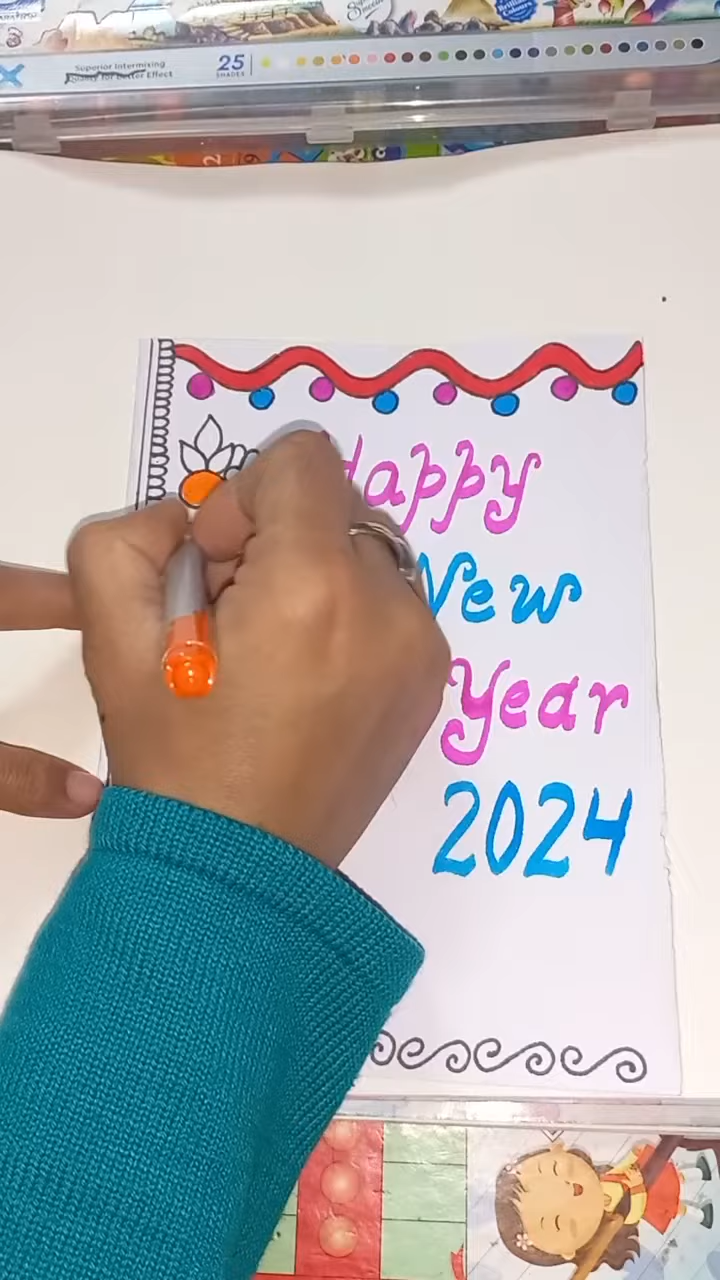 Superior Intermixing
Quality for Better Effect
25
SHADES
Happy
New
Year
2024